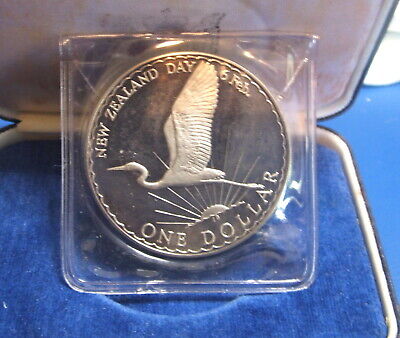 NEW ZEALAND DAY 6 Feb.
ONE DOLLAR